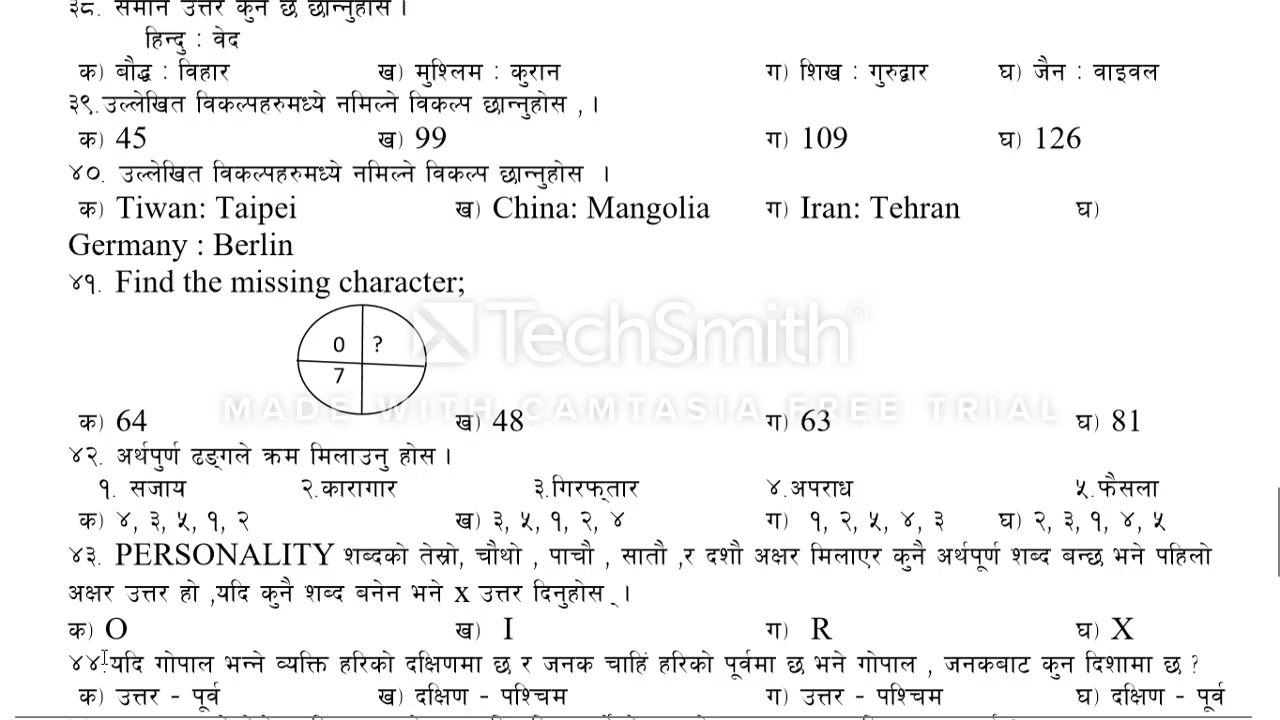 ३८. समान उत्तर कुन छ छान्नुहोस ।
हिन्दु : वेद
क) बौद्ध : विहार ख) मुश्लिम : कुरान ग) शिख : गुरुद्वार घ) जैन : वाइवल
३९.उल्लेखित विकल्पहरुमध्ये नमिल्ने विकल्प छान्नुहोस , ।
क) 45 ख) 99 ग) 109 घ) 126
४०. उल्लेखित विकल्पहरुमध्ये नमिल्ने विकल्प छान्नुहोस ।
क) Tiwan: Taipei ख) China: Mangolia ग) Iran: Tehran घ)
Germany : Berlin
४१. Find the missing character;
0 ?
7
TechSmith®
MADE WITH CAMTASIA FREE TRIAL
क) 64 ख) 48 ग) 63 घ) 81
४२. अर्थपुर्ण ढङ्गले क्रम मिलाउनु होस ।
१. सजाय २.कारागार ३.गिरफ्तार ४.अपराध ५.फैसला
क) ४, ३, ५, १, २ ख) ३, ५, १, २, ४ ग) १, २, ५, ४, ३ घ) २, ३, १, ४, ५
४३. PERSONALITY शब्दको तेस्रो, चौथो , पाचौ , सातौ ,र दशौ अक्षर मिलाएर कुनै अर्थपूर्ण शब्द बन्छ भने पहिलो
अक्षर उत्तर हो ,यदि कुनै शब्द बनेन भने x उत्तर दिनुहोस् ।
क) O ख) I ग) R घ) X
४४.यदि गोपाल भन्ने व्यक्ति हरिको दक्षिणमा छ र जनक चाहिं हरिको पूर्वमा छ भने गोपाल , जनकबाट कुन दिशामा छ ?
क) उत्तर - पूर्व ख) दक्षिण - पश्चिम ग) उत्तर - पश्चिम घ) दक्षिण - पूर्व